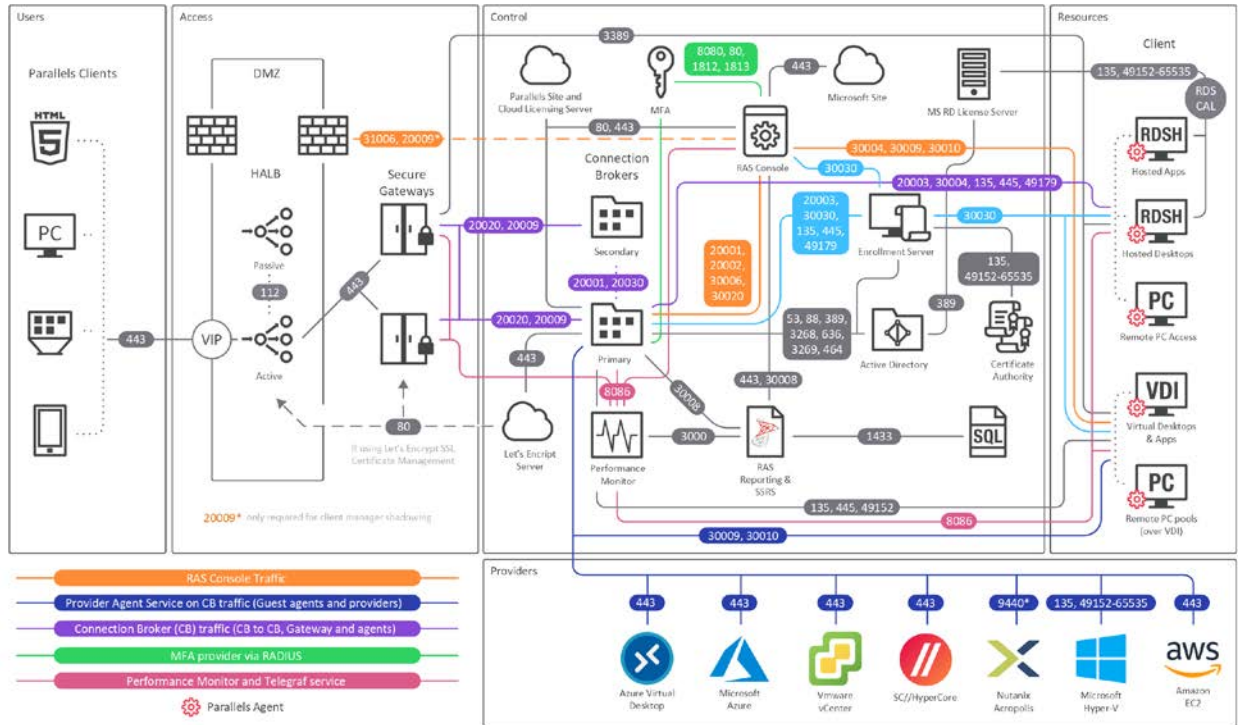 Users
Access
Control
Resources
Parallels Clients
HTML
5
PC
443
DMZ
HALB
Passive
112
Active
VIP
443
31006, 20009*
Secure
Gateways
80
If using Let's Encrypt SSL
Certificate Management
20009* only required for client manager shadowing
3389
Parallels Site and
Cloud Licensing Server
MFA
8080, 80,
1812, 1813
443
Microsoft Site
MS RD License Server
80, 443
RAS Console
30004, 30009, 30010
30030
Connection
Brokers
20003, 30004, 135, 445, 49179
20020, 20009
Secondary
20001, 20030
20020, 20009
Primary
20003,
30030,
135, 445,
49179
Enrollment Server
30030
20001,
20002,
30006,
30020
135,
49152-65535
389
53, 88, 389,
3268, 636,
3269, 464
Active Directory
Certificate
Authority
443
30008
443, 30008
8086
Let's Encript
Server
Performance
Monitor
3000
RAS
Reporting &
SSRS
1433
SQL
135, 445, 49152
8086
30009, 30010
Client
135, 49152-65535
RDS
CAL
RDSH
Hosted Apps
RDSH
Hosted Desktops
PC
Remote PC Access
VDI
Virtual Desktops
& Apps
PC
Remote PC pools
(over VDI)
RAS Console Traffic
Provider Agent Service on CB traffic (Guest agents and providers)
Connection Broker (CB) traffic (CB to CB, Gateway and agents)
MFA provider via RADIUS
Performance Monitor and Telegraf service
Parallels Agent
Providers
443
443
443
443
9440*
135, 49152-65535
443
Azure Virtual
Desktop
Microsoft
Azure
Vmware
vCenter
SC//HyperCore
Nutanix
Acropolis
Microsoft
Hyper-V
aws
Amazon
EC2